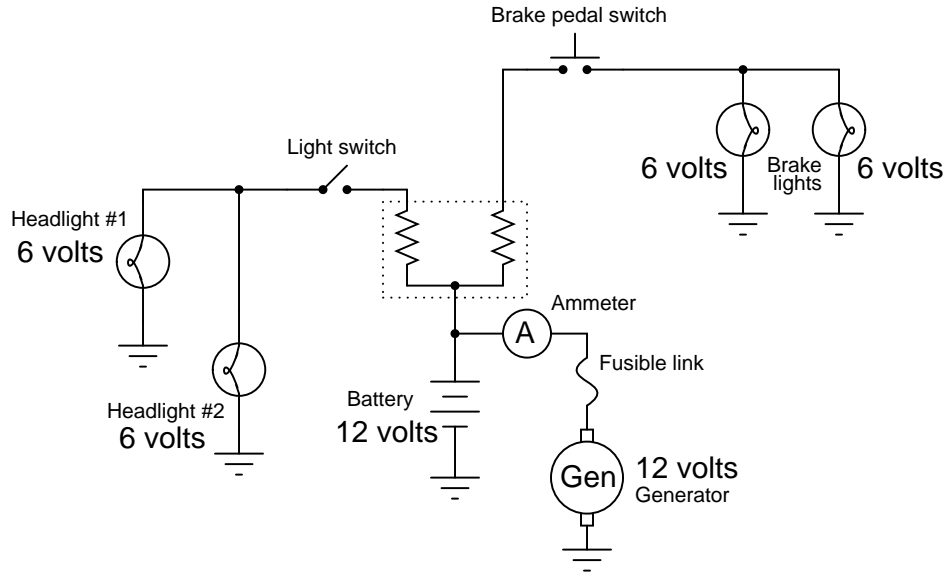 Brake pedal switch
Light switch
6 volts
Brake
lights
6 volts
Headlight #1
6 volts
Ammeter
A
Fusible link
Headlight #2
6 volts
Battery
12 volts
Gen
12 volts
Generator